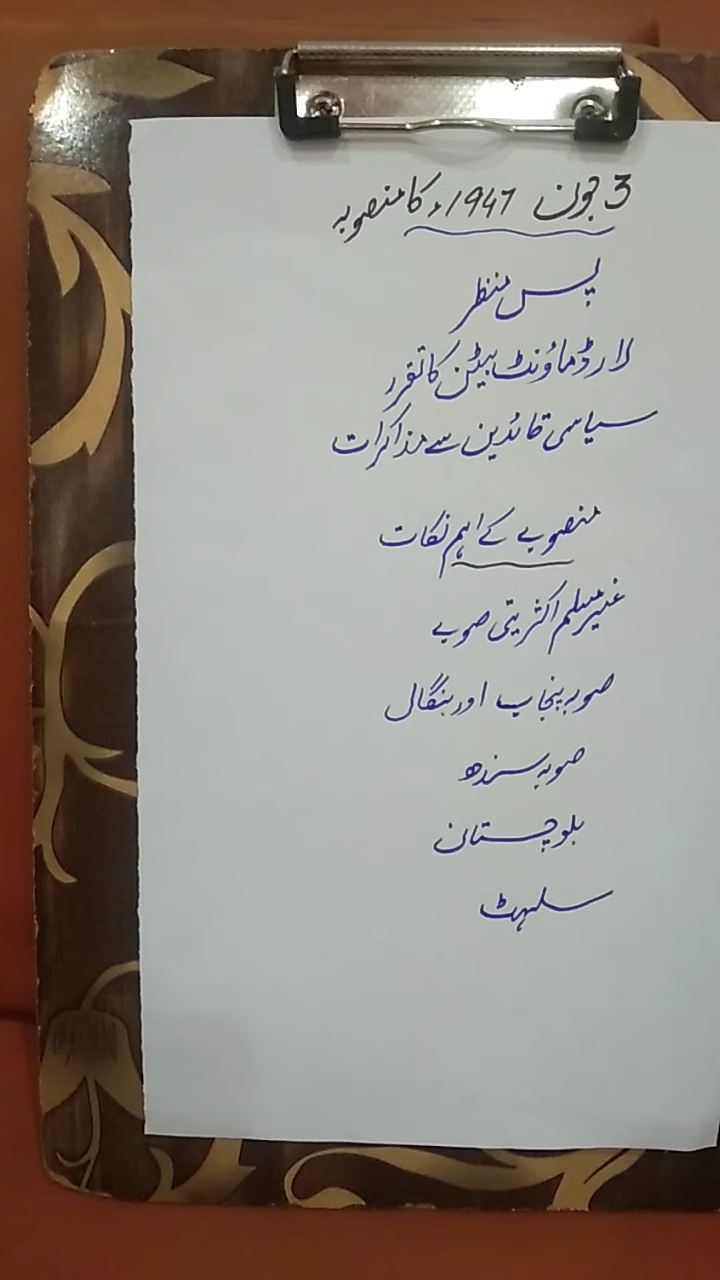 3 جون 1947ء کا منصوبہ
پس منظر
لارڈ ماؤنٹ بیٹن کا تقرر
سیاسی قائدین سے مذاکرات
منصوبے کے اہم نکات
غیر مسلم اکثریتی صوبے
صوبہ پنجاب اور بنگال
صوبہ سندھ
بلوچستان
سلہٹ